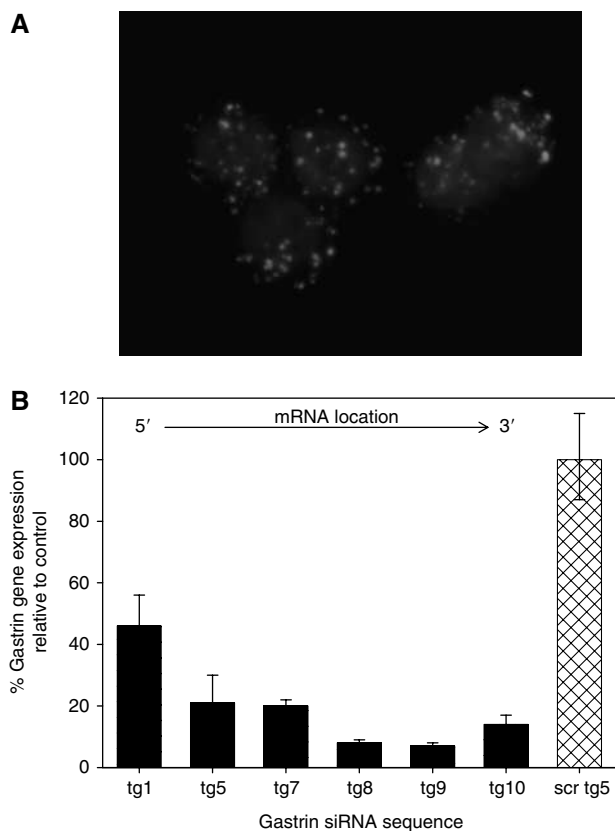 A
B
120
100
80
60
40
20
0
% Gastrin gene expression
relative to control
5′ mRNA location 3′
tg1 tg5 tg7 tg8 tg9 tg10 scr tg5
Gastrin siRNA sequence